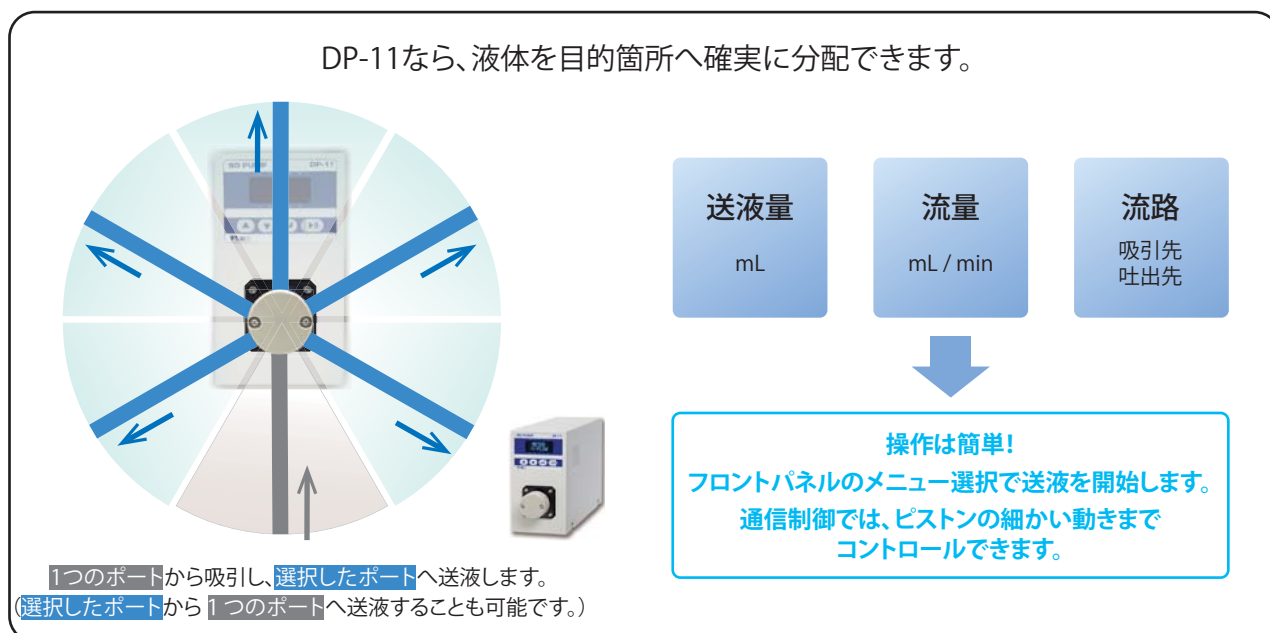 DP-11なら、液体を目的箇所へ確実に分配できます。
DP-11
送液量
mL
流量
mL / min
流路
吸引先
吐出先
操作は簡単!
フロントパネルのメニュー選択で送液を開始します。
通信制御では、ピストンの細かい動きまで
コントロールできます。
1つのポートから吸引し、選択したポートへ送液します。
(選択したポートから 1 つのポートへ送液することも可能です。)